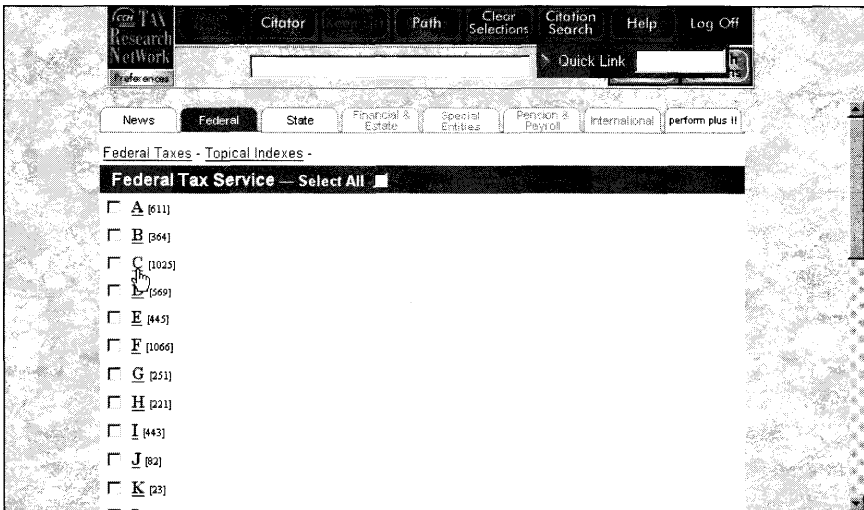 CCH TAX
Research
NetWork
Preferences
Citator
Path
Clear
Selections
Citation
Search
Help
Log Off
Quick Link
News
Federal
State
Financial &
Estate
Special
Entities
Pension &
Payroll
International
perform plus II
Federal Taxes - Topical Indexes -
Federal Tax Service — Select All
A [611]
B [364]
C [1025]
D [569]
E [445]
F [1066]
G [251]
H [221]
I [443]
J [82]
K [23]